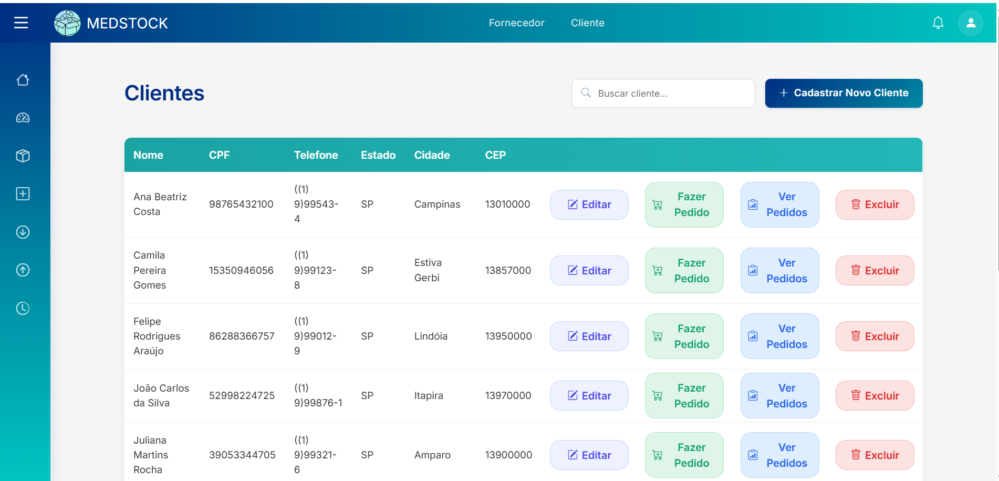 MEDSTOCK
Fornecedor
Cliente
Clientes
Buscar cliente...
Cadastrar Novo Cliente
Nome CPF Telefone Estado Cidade CEP
Ana Beatriz
Costa
98765432100
((1)
9)99543-
4
SP
Campinas
13010000
Editar
Fazer
Pedido
Ver
Pedidos
Excluir
Camila
Pereira
Gomes
15350946056
((1)
9)99123-
8
SP
Estiva
Gerbi
13857000
Editar
Fazer
Pedido
Ver
Pedidos
Excluir
Felipe
Rodrigues
Araújo
86288366757
((1)
9)99012-
9
SP
Lindóia
13950000
Editar
Fazer
Pedido
Ver
Pedidos
Excluir
João Carlos
da Silva
52998224725
((1)
9)99876-1
SP
Itapira
13970000
Editar
Fazer
Pedido
Ver
Pedidos
Excluir
Juliana
Martins
Rocha
39053344705
((1)
9)99321-
6
SP
Amparo
13900000
Editar
Fazer
Pedido
Ver
Pedidos
Excluir